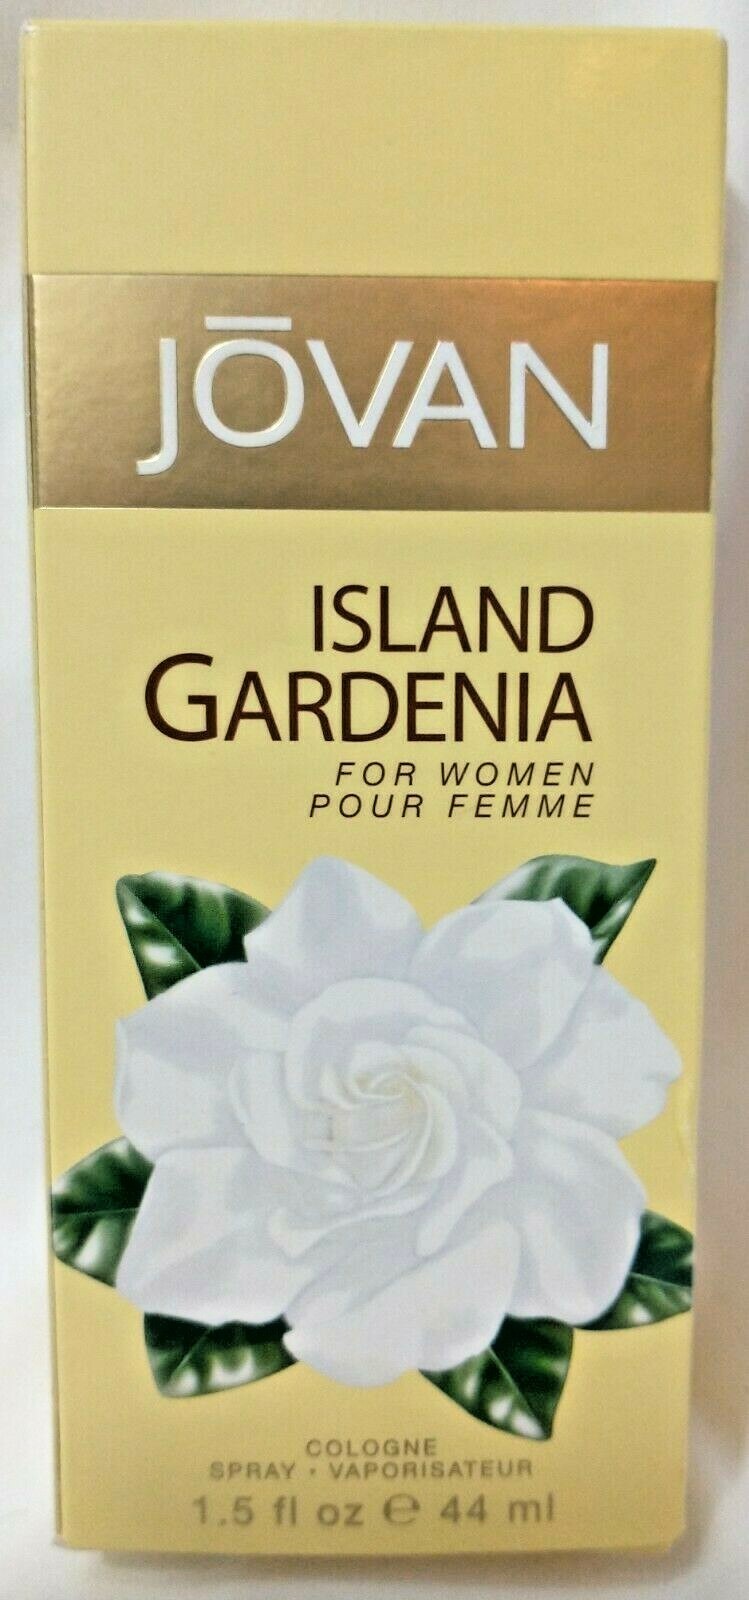 JŌVAN
ISLAND
GARDENIA
FOR WOMEN
POUR FEMME
COLOGNE
SPRAY • VAPORISATEUR
1.5 fl oz ℮ 44 ml